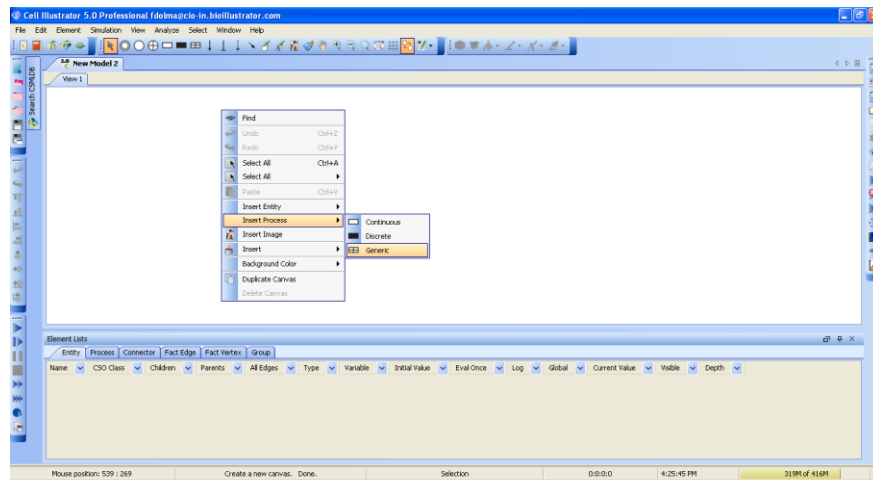 Cell Illustrator 5.0 Professional fdolma@cio-in.bioillustrator.com
File Edit Element Simulation View Analyze Select Window Help
New Model 2
View 1
Search CSMLDB
Find
Undo Ctrl+Z
Redo Ctrl+Y
Select All Ctrl+A
Select All
Paste Ctrl+V
Insert Entity
Insert Process
Continuous
Insert Image
Discrete
Insert
Generic
Background Color
Duplicate Canvas
Delete Canvas
Element Lists
Entity Process Connector Fact Edge Fact Vertex Group
Name CSO Class Children Parents All Edges Type Variable Initial Value Eval Once Log Global Current Value Visible Depth
Mouse position: 539 : 269 Create a new canvas. Done. Selection 0:0:0:0 4:25:45 PM 319M of 416M